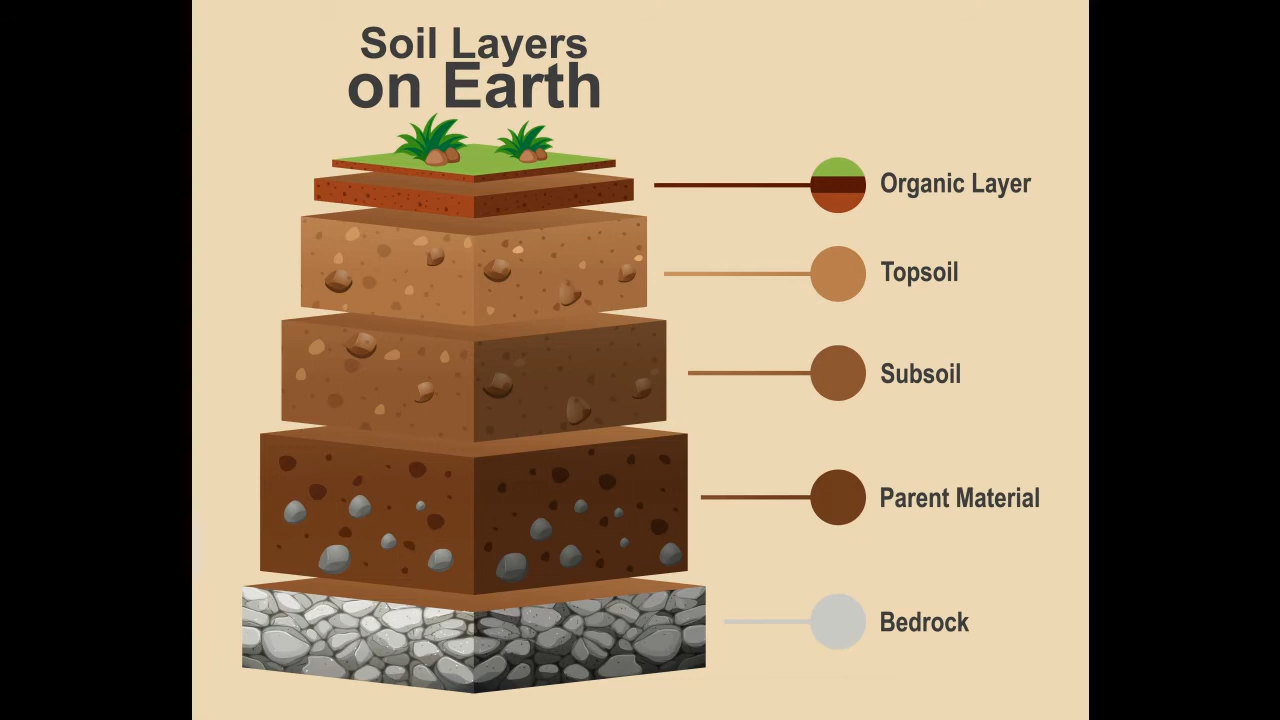 Soil Layers
on Earth
Organic Layer
Topsoil
Subsoil
Parent Material
Bedrock